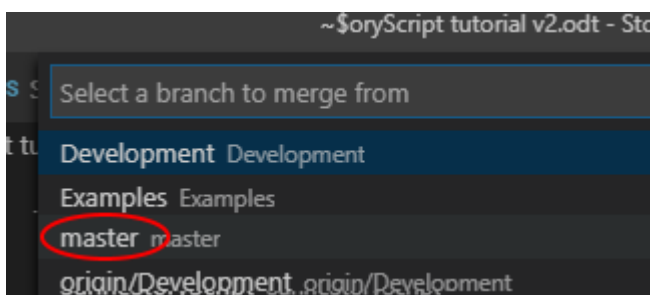 ~$oryScript tutorial v2.odt - Sto
S S
Select a branch to merge from
t tu
Development Development
Examples Examples
master master
origin/Development origin/Development